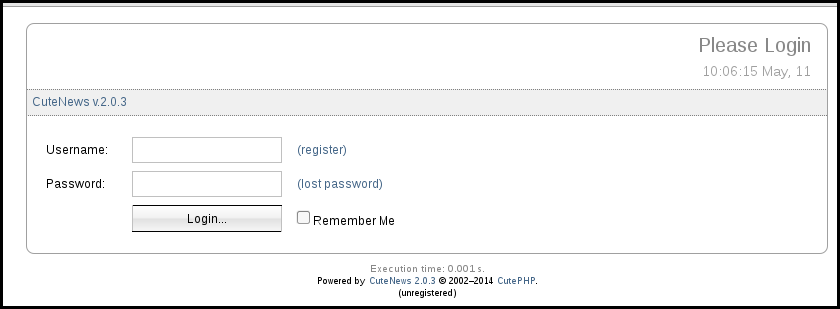 Please Login
10:06:15 May, 11
CuteNews v.2.0.3
Username: (register)
Password: (lost password)
Login... Remember Me
Execution time: 0.001 s.
Powered by CuteNews 2.0.3 © 2002–2014 CutePHP.
(unregistered)